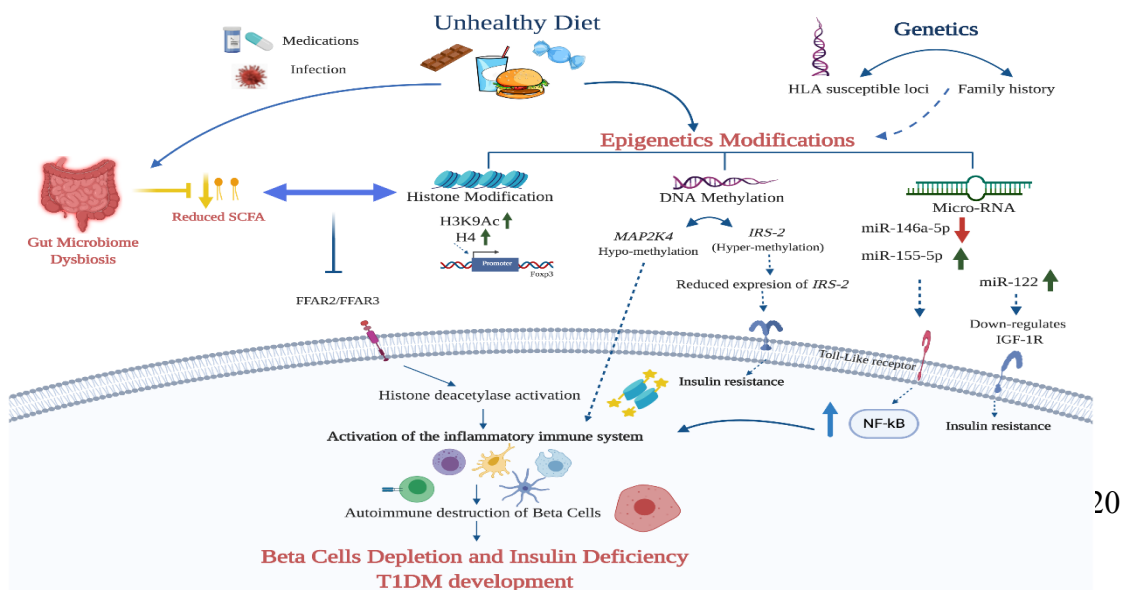 Unhealthy Diet
Medications
Infection
Genetics
HLA susceptible loci
Family history
Epigenetics Modifications
Gut Microbiome
Dysbiosis
Reduced SCFA
Histone Modification
H3K9Ac
H4
Promoter
Foxp3
DNA Methylation
MAP2K4
Hypo-methylation
IRS-2
(Hyper-methylation)
Reduced expresion of IRS-2
Micro-RNA
miR-146a-5p
miR-155-5p
miR-122
Down-regulates
IGF-1R
FFAR2/FFAR3
Toll-Like receptor
Insulin resistance
Histone deacetylase activation
Activation of the inflammatory immune system
NF-kB
Insulin resistance
Autoimmune destruction of Beta Cells
Beta Cells Depletion and Insulin Deficiency
T1DM development
20